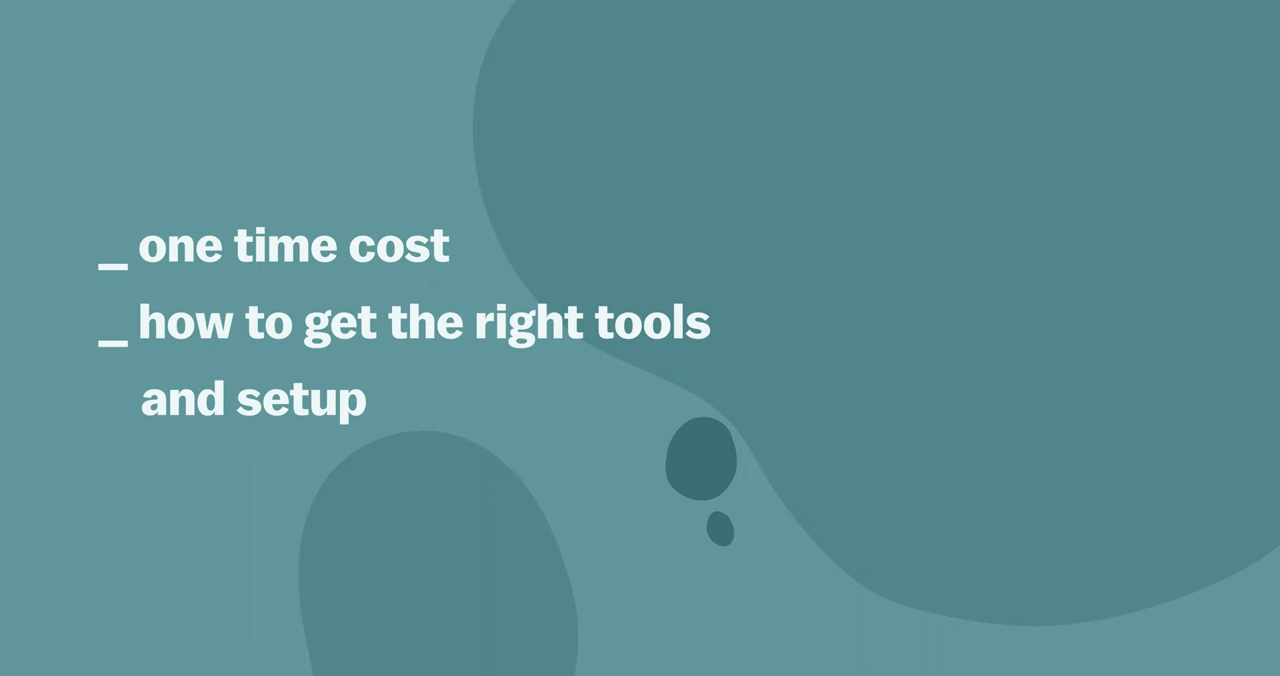 _ one time cost
_ how to get the right tools
and setup